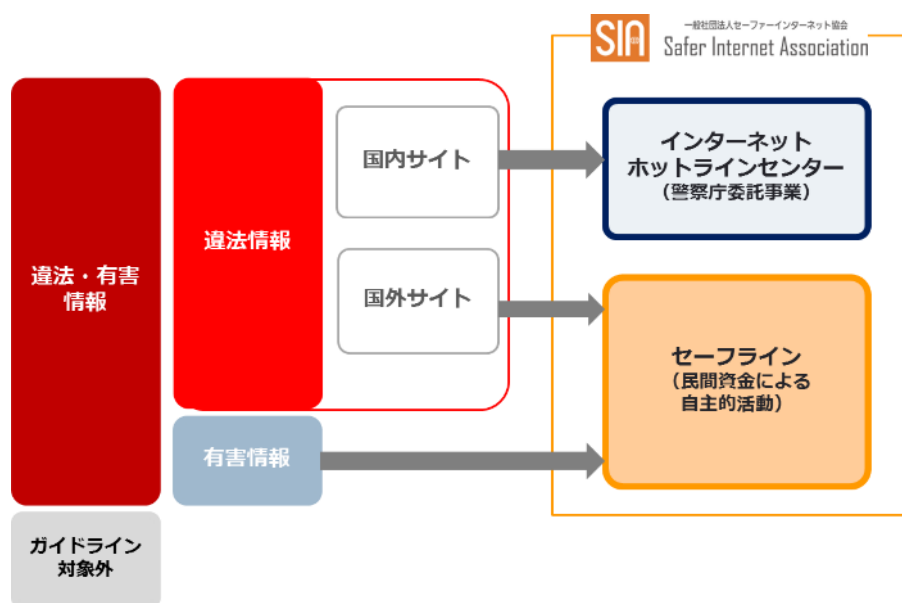 SIA
一般社団法人セーファーインターネット協会
Safer Internet Association
違法・有害
情報
違法情報
国内サイト
国外サイト
有害情報
インターネット
ホットラインセンター
（警察庁委託事業）
セーフライン
（民間資金による
自主的活動）
ガイドライン
対象外